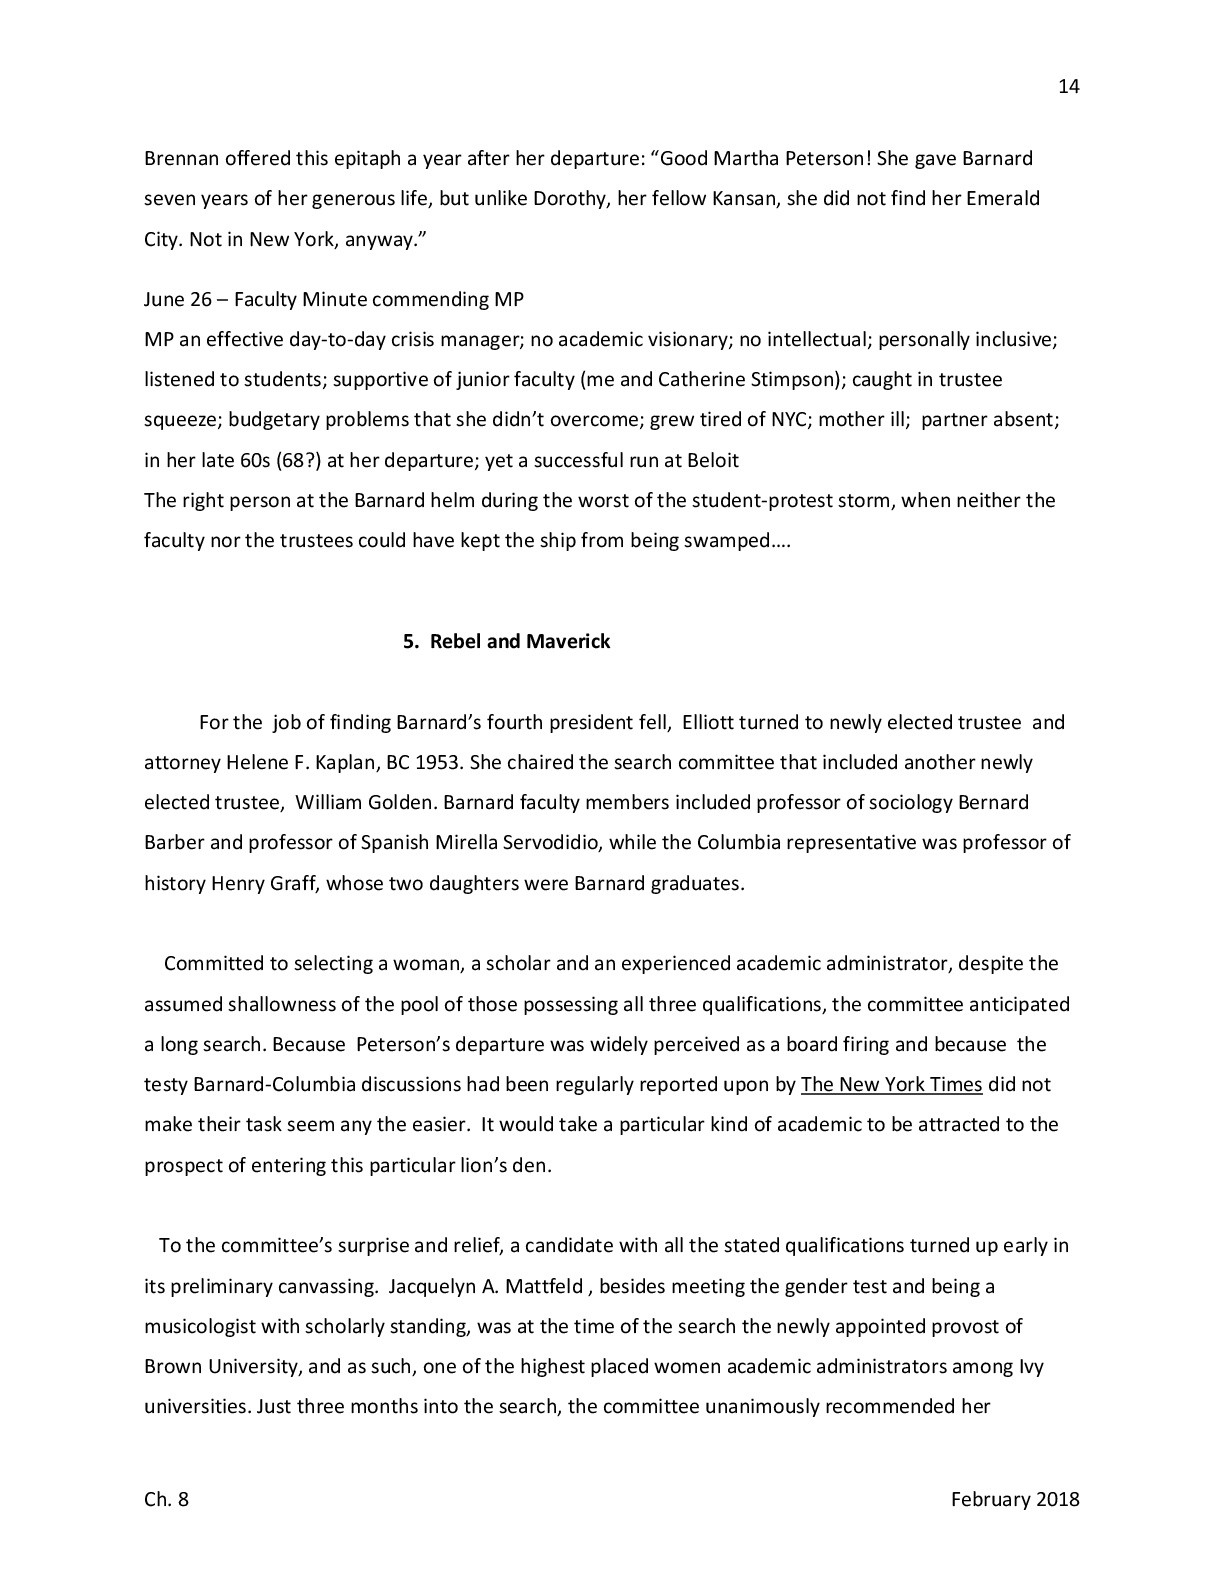 14
Brennan offered this epitaph a year after her departure: “Good Martha Peterson! She gave Barnard
seven years of her generous life, but unlike Dorothy, her fellow Kansan, she did not find her Emerald
City. Not in New York, anyway.”
June 26 – Faculty Minute commending MP
MP an effective day-to-day crisis manager; no academic visionary; no intellectual; personally inclusive;
listened to students; supportive of junior faculty (me and Catherine Stimpson); caught in trustee
squeeze; budgetary problems that she didn’t overcome; grew tired of NYC; mother ill;  partner absent;
in her late 60s (68?) at her departure; yet a successful run at Beloit
The right person at the Barnard helm during the worst of the student-protest storm, when neither the
faculty nor the trustees could have kept the ship from being swamped….
5.  Rebel and Maverick
For the  job of finding Barnard’s fourth president fell,  Elliott turned to newly elected trustee  and
attorney Helene F. Kaplan, BC 1953. She chaired the search committee that included another newly
elected trustee,  William Golden. Barnard faculty members included professor of sociology Bernard
Barber and professor of Spanish Mirella Servodidio, while the Columbia representative was professor of
history Henry Graff, whose two daughters were Barnard graduates.
Committed to selecting a woman, a scholar and an experienced academic administrator, despite the
assumed shallowness of the pool of those possessing all three qualifications, the committee anticipated
a long search. Because  Peterson’s departure was widely perceived as a board firing and because  the
testy Barnard-Columbia discussions had been regularly reported upon by The New York Times did not
make their task seem any the easier.  It would take a particular kind of academic to be attracted to the
prospect of entering this particular lion’s den.
To the committee’s surprise and relief, a candidate with all the stated qualifications turned up early in
its preliminary canvassing.  Jacquelyn A. Mattfeld , besides meeting the gender test and being a
musicologist with scholarly standing, was at the time of the search the newly appointed provost of
Brown University, and as such, one of the highest placed women academic administrators among Ivy
universities. Just three months into the search, the committee unanimously recommended her
Ch. 8
February 2018